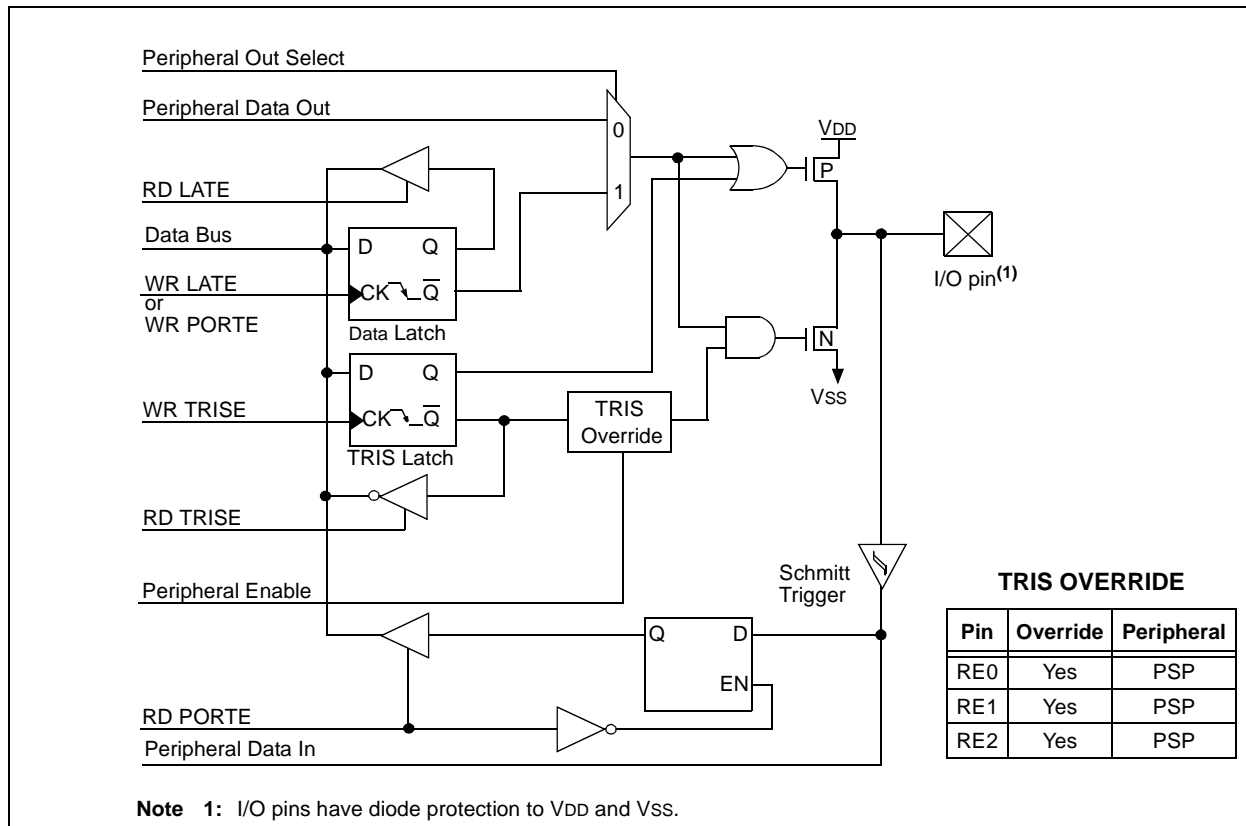 Peripheral Out Select
Peripheral Data Out
0
1
VDD
P
RD LATE
Data Bus
D Q
CK Q̅
WR LATE
or
WR PORTE
Data Latch
I/O pin(1)
N
VSS
D Q
CK Q̅
WR TRISE
TRIS Latch
TRIS
Override
RD TRISE
Peripheral Enable
Schmitt
Trigger
Q D
EN
RD PORTE
Peripheral Data In
TRIS OVERRIDE
Pin Override Peripheral
RE0 Yes PSP
RE1 Yes PSP
RE2 Yes PSP
Note 1: I/O pins have diode protection to VDD and VSS.